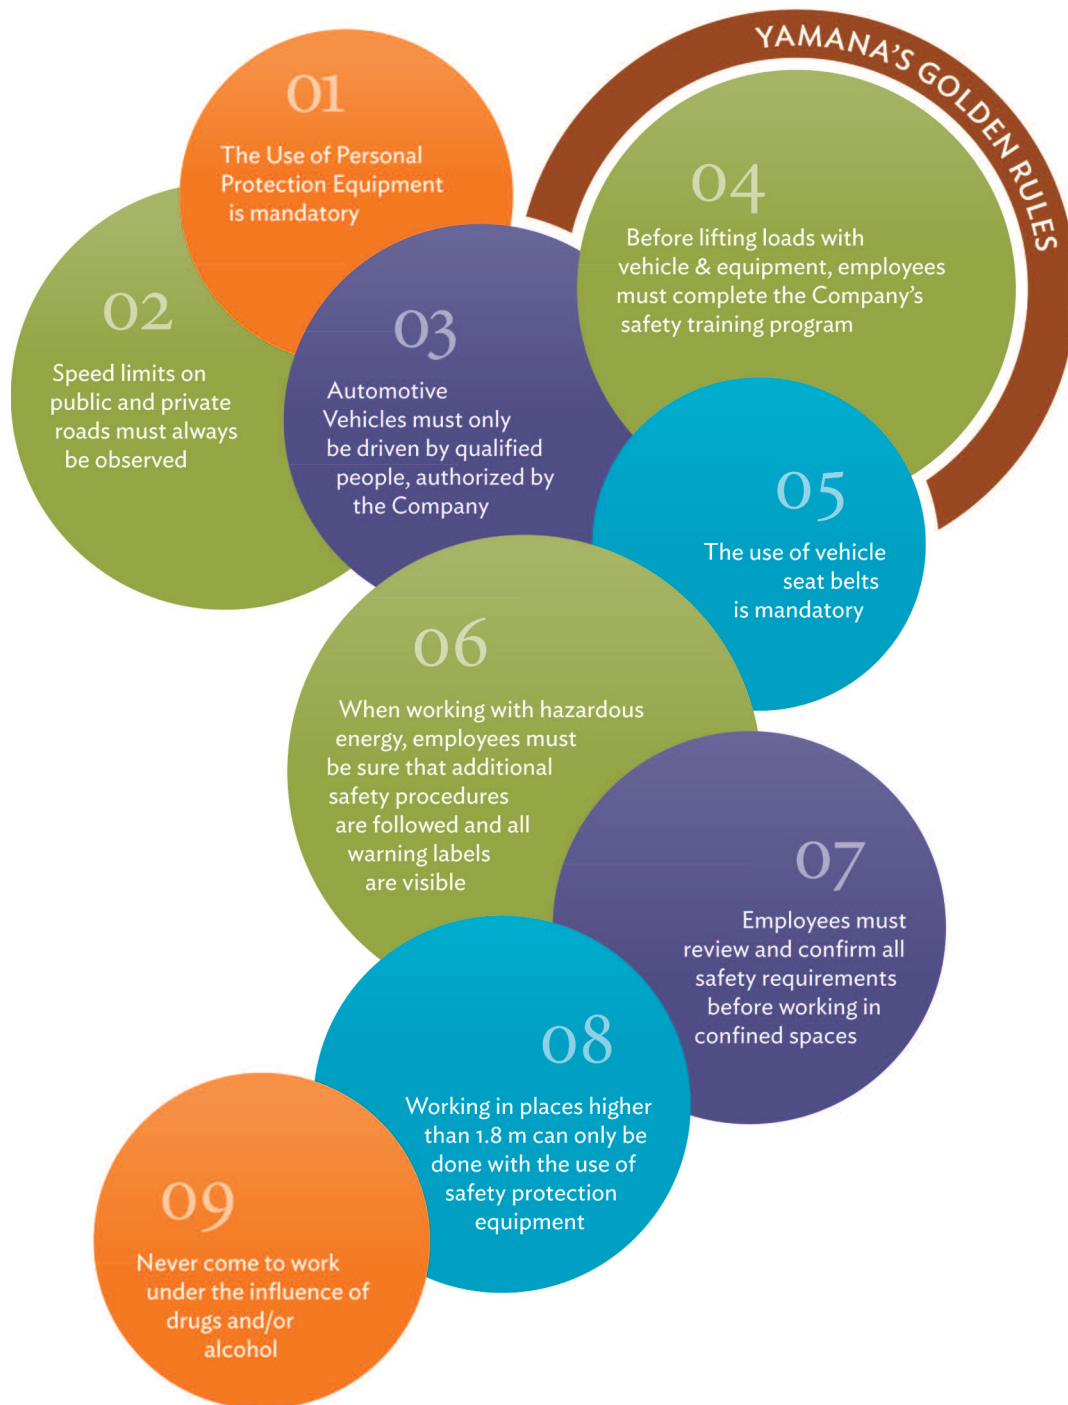 YAMANA'S GOLDEN RULES
01
The Use of Personal
Protection Equipment
is mandatory
02
Speed limits on
public and private
roads must always
be observed
03
Automotive
Vehicles must only
be driven by qualified
people, authorized by
the Company
04
Before lifting loads with
vehicle & equipment, employees
must complete the Company's
safety training program
05
The use of vehicle
seat belts
is mandatory
06
When working with hazardous
energy, employees must
be sure that additional
safety procedures
are followed and all
warning labels
are visible
07
Employees must
review and confirm all
safety requirements
before working in
confined spaces
08
Working in places higher
than 1.8 m can only be
done with the use of
safety protection
equipment
09
Never come to work
under the influence of
drugs and/or
alcohol